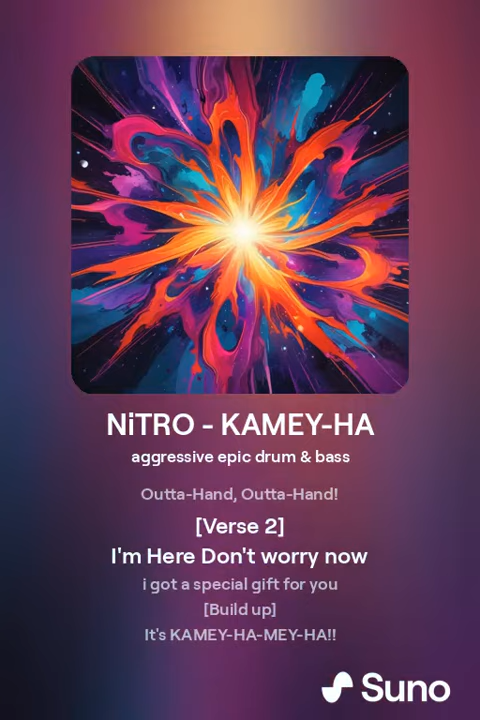 NiTRO - KAMEY-HA
aggressive epic drum & bass
Outta-Hand, Outta-Hand!
[Verse 2]
I'm Here Don't worry now
i got a special gift for you
[Build up]
It's KAMEY-HA-MEY-HA!!
Suno